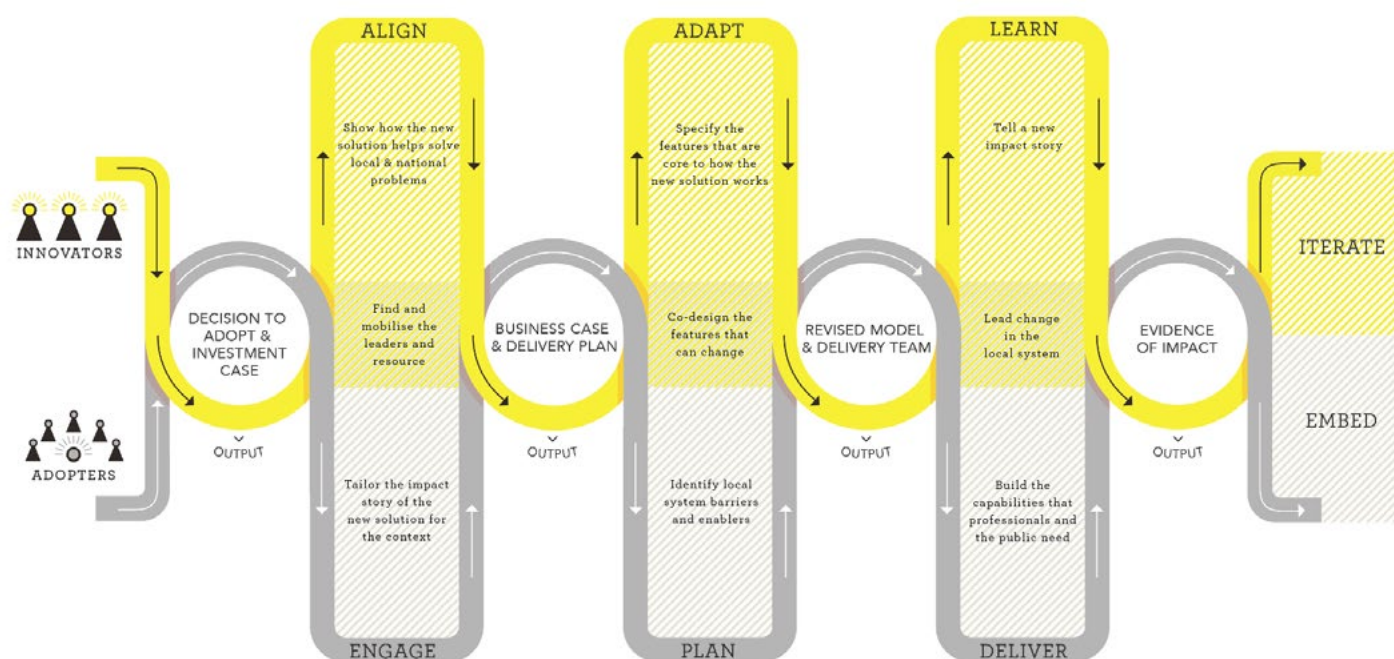 INNOVATORS
ADOPTERS
DECISION TO
ADOPT &
INVESTMENT
CASE
OUTPUT
ALIGN
Show how the new
solution helps solve
local & national
problems
Find and
mobilise the
leaders and
resource
Tailor the impact
story of the
new solution for
the context
ENGAGE
BUSINESS CASE
& DELIVERY PLAN
OUTPUT
ADAPT
Specify the
features that are
core to how the
new solution works
Co-design the
features that
can change
Identify local
system barriers
and enablers
PLAN
REVISED MODEL
& DELIVERY TEAM
OUTPUT
LEARN
Tell a new
impact story
Lead change
in the
local system
Build the
capabilities that
professionals and
the public need
DELIVER
EVIDENCE
OF IMPACT
OUTPUT
ITERATE
EMBED